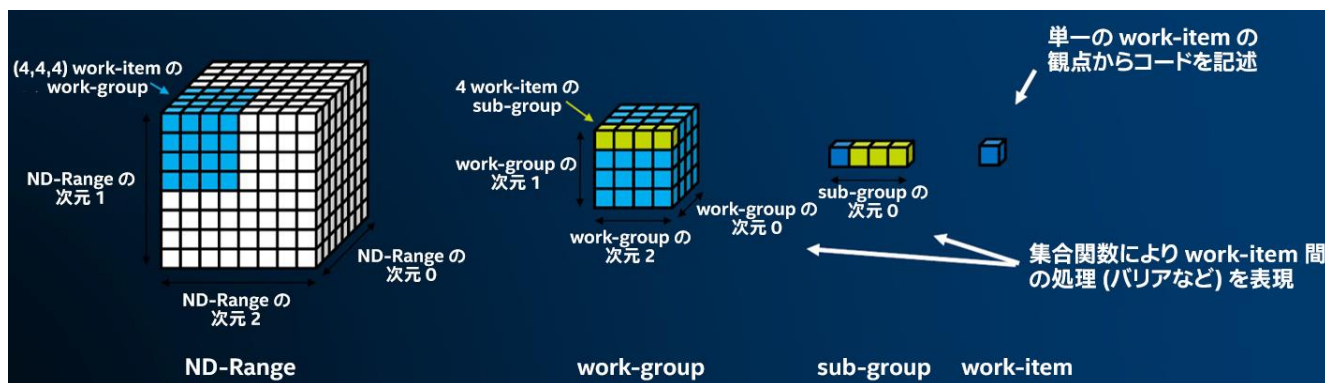 (4,4,4) work-item の
work-group
ND-Range の
次元 1
ND-Range の
次元 2
ND-Range の
次元 0
ND-Range
4 work-item の
sub-group
work-group の
次元 1
work-group の
次元 2
work-group の
次元 0
work-group
sub-group の
次元 0
sub-group
単一の work-item の
観点からコードを記述
work-item
集合関数により work-item 間
の処理 (バリアなど) を表現